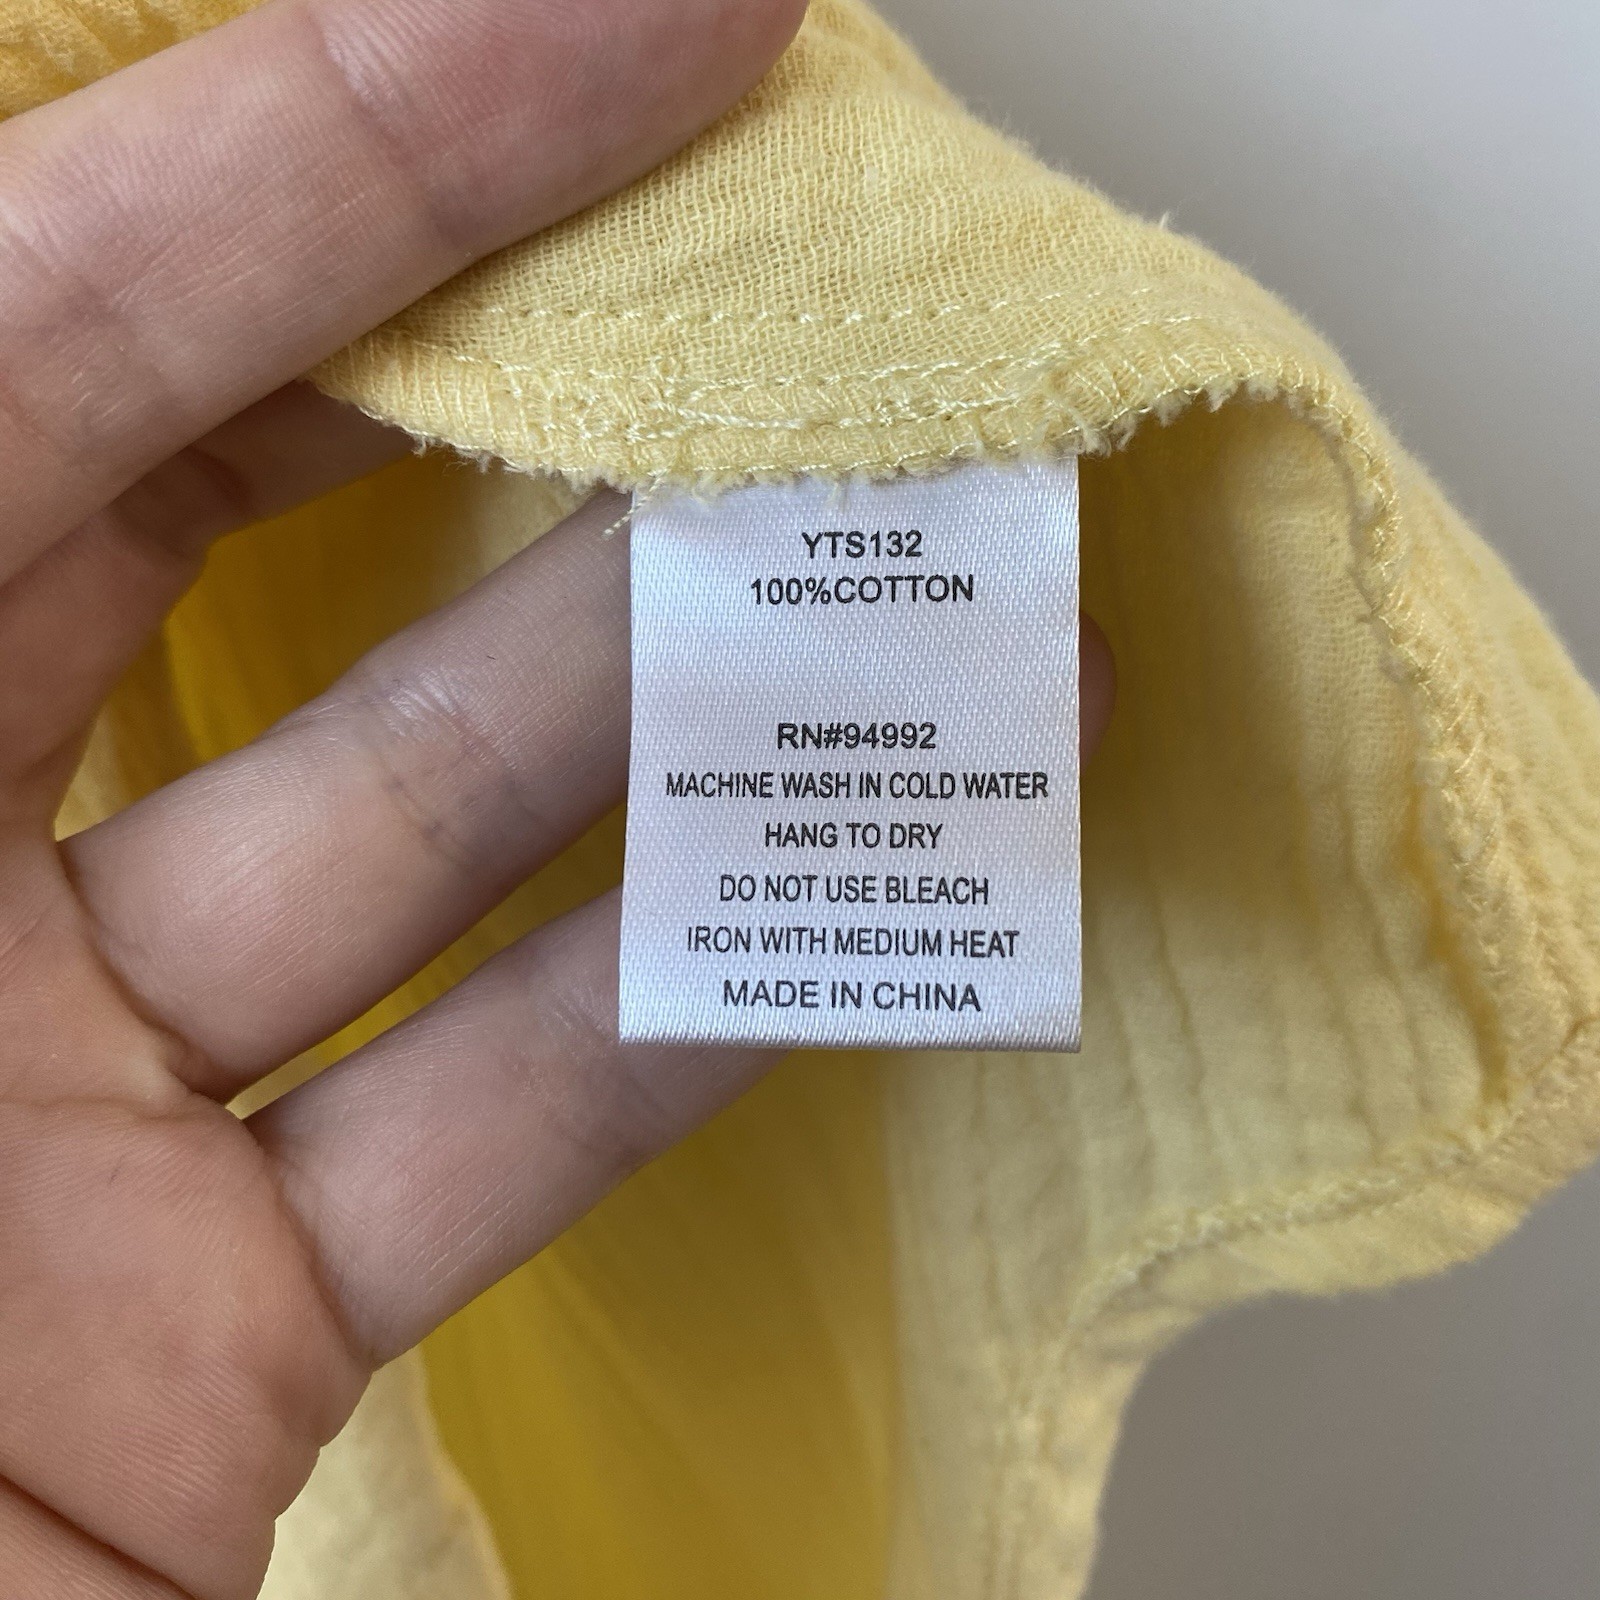 YTS132
100%COTTON
RN#94992
MACHINE WASH IN COLD WATER
HANG TO DRY
DO NOT USE BLEACH
IRON WITH MEDIUM HEAT
MADE IN CHINA